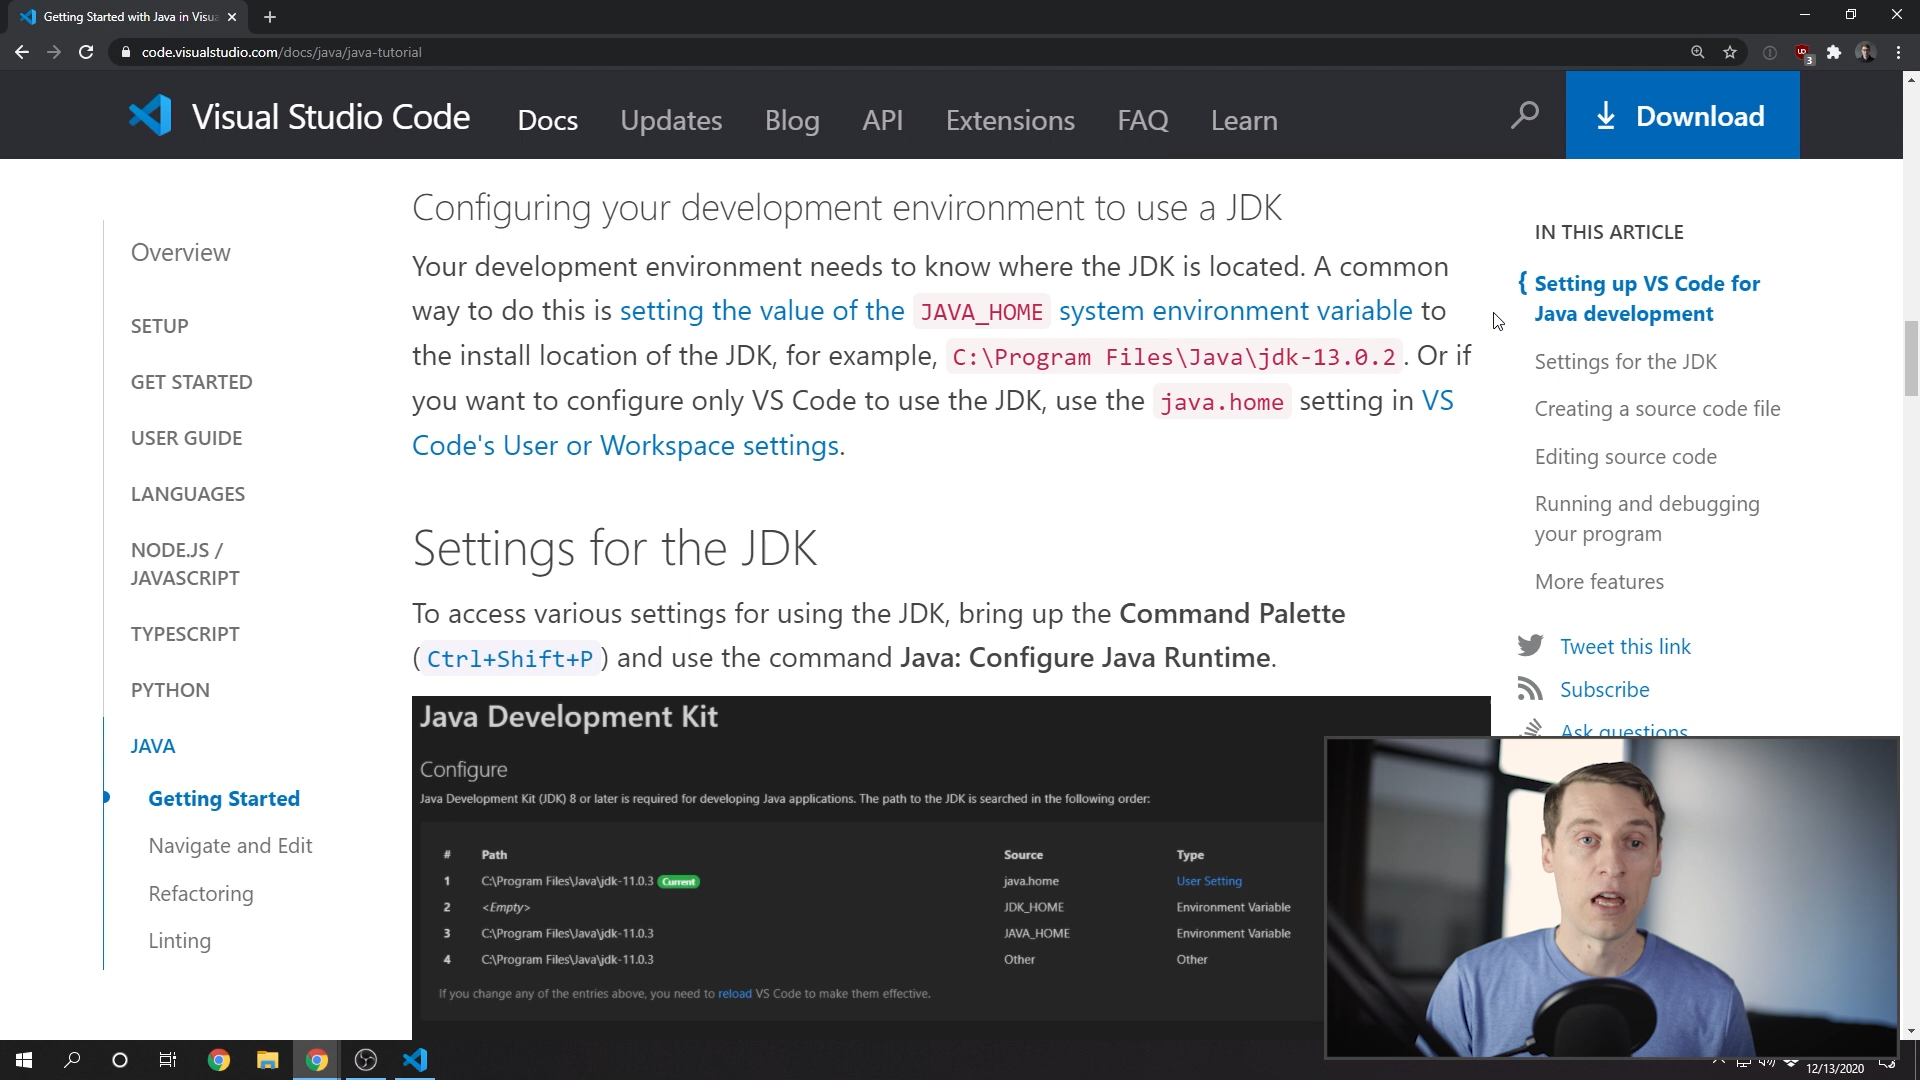 Getting Started with Java in Visu
code.visualstudio.com/docs/java/java-tutorial
3
Visual Studio Code
Docs
Updates
Blog
API
Extensions
FAQ
Learn
Download
Overview
SETUP
GET STARTED
USER GUIDE
LANGUAGES
NODE.JS /
JAVASCRIPT
TYPESCRIPT
PYTHON
JAVA
Getting Started
Navigate and Edit
Refactoring
Linting
Configuring your development environment to use a JDK
Your development environment needs to know where the JDK is located. A common
way to do this is setting the value of the JAVA_HOME system environment variable to
the install location of the JDK, for example, C:\Program Files\Java\jdk-13.0.2. Or if
you want to configure only VS Code to use the JDK, use the java.home setting in VS
Code's User or Workspace settings.
Settings for the JDK
To access various settings for using the JDK, bring up the Command Palette
(Ctrl+Shift+P) and use the command Java: Configure Java Runtime.
Java Development Kit
Configure
Java Development Kit (JDK) 8 or later is required for developing Java applications. The path to the JDK is searched in the following order:
# Path Source Type
1 C:\Program Files\Java\jdk-11.0.3 Current java.home User Setting
2 <Empty> JDK_HOME Environment Variable
3 C:\Program Files\Java\jdk-11.0.3 JAVA_HOME Environment Variable
4 C:\Program Files\Java\jdk-11.0.3 Other Other
If you change any of the entries above, you need to reload VS Code to make them effective.
IN THIS ARTICLE
{ Setting up VS Code for
Java development
Settings for the JDK
Creating a source code file
Editing source code
Running and debugging
your program
More features
Tweet this link
Subscribe
Ask questions
12/13/2020